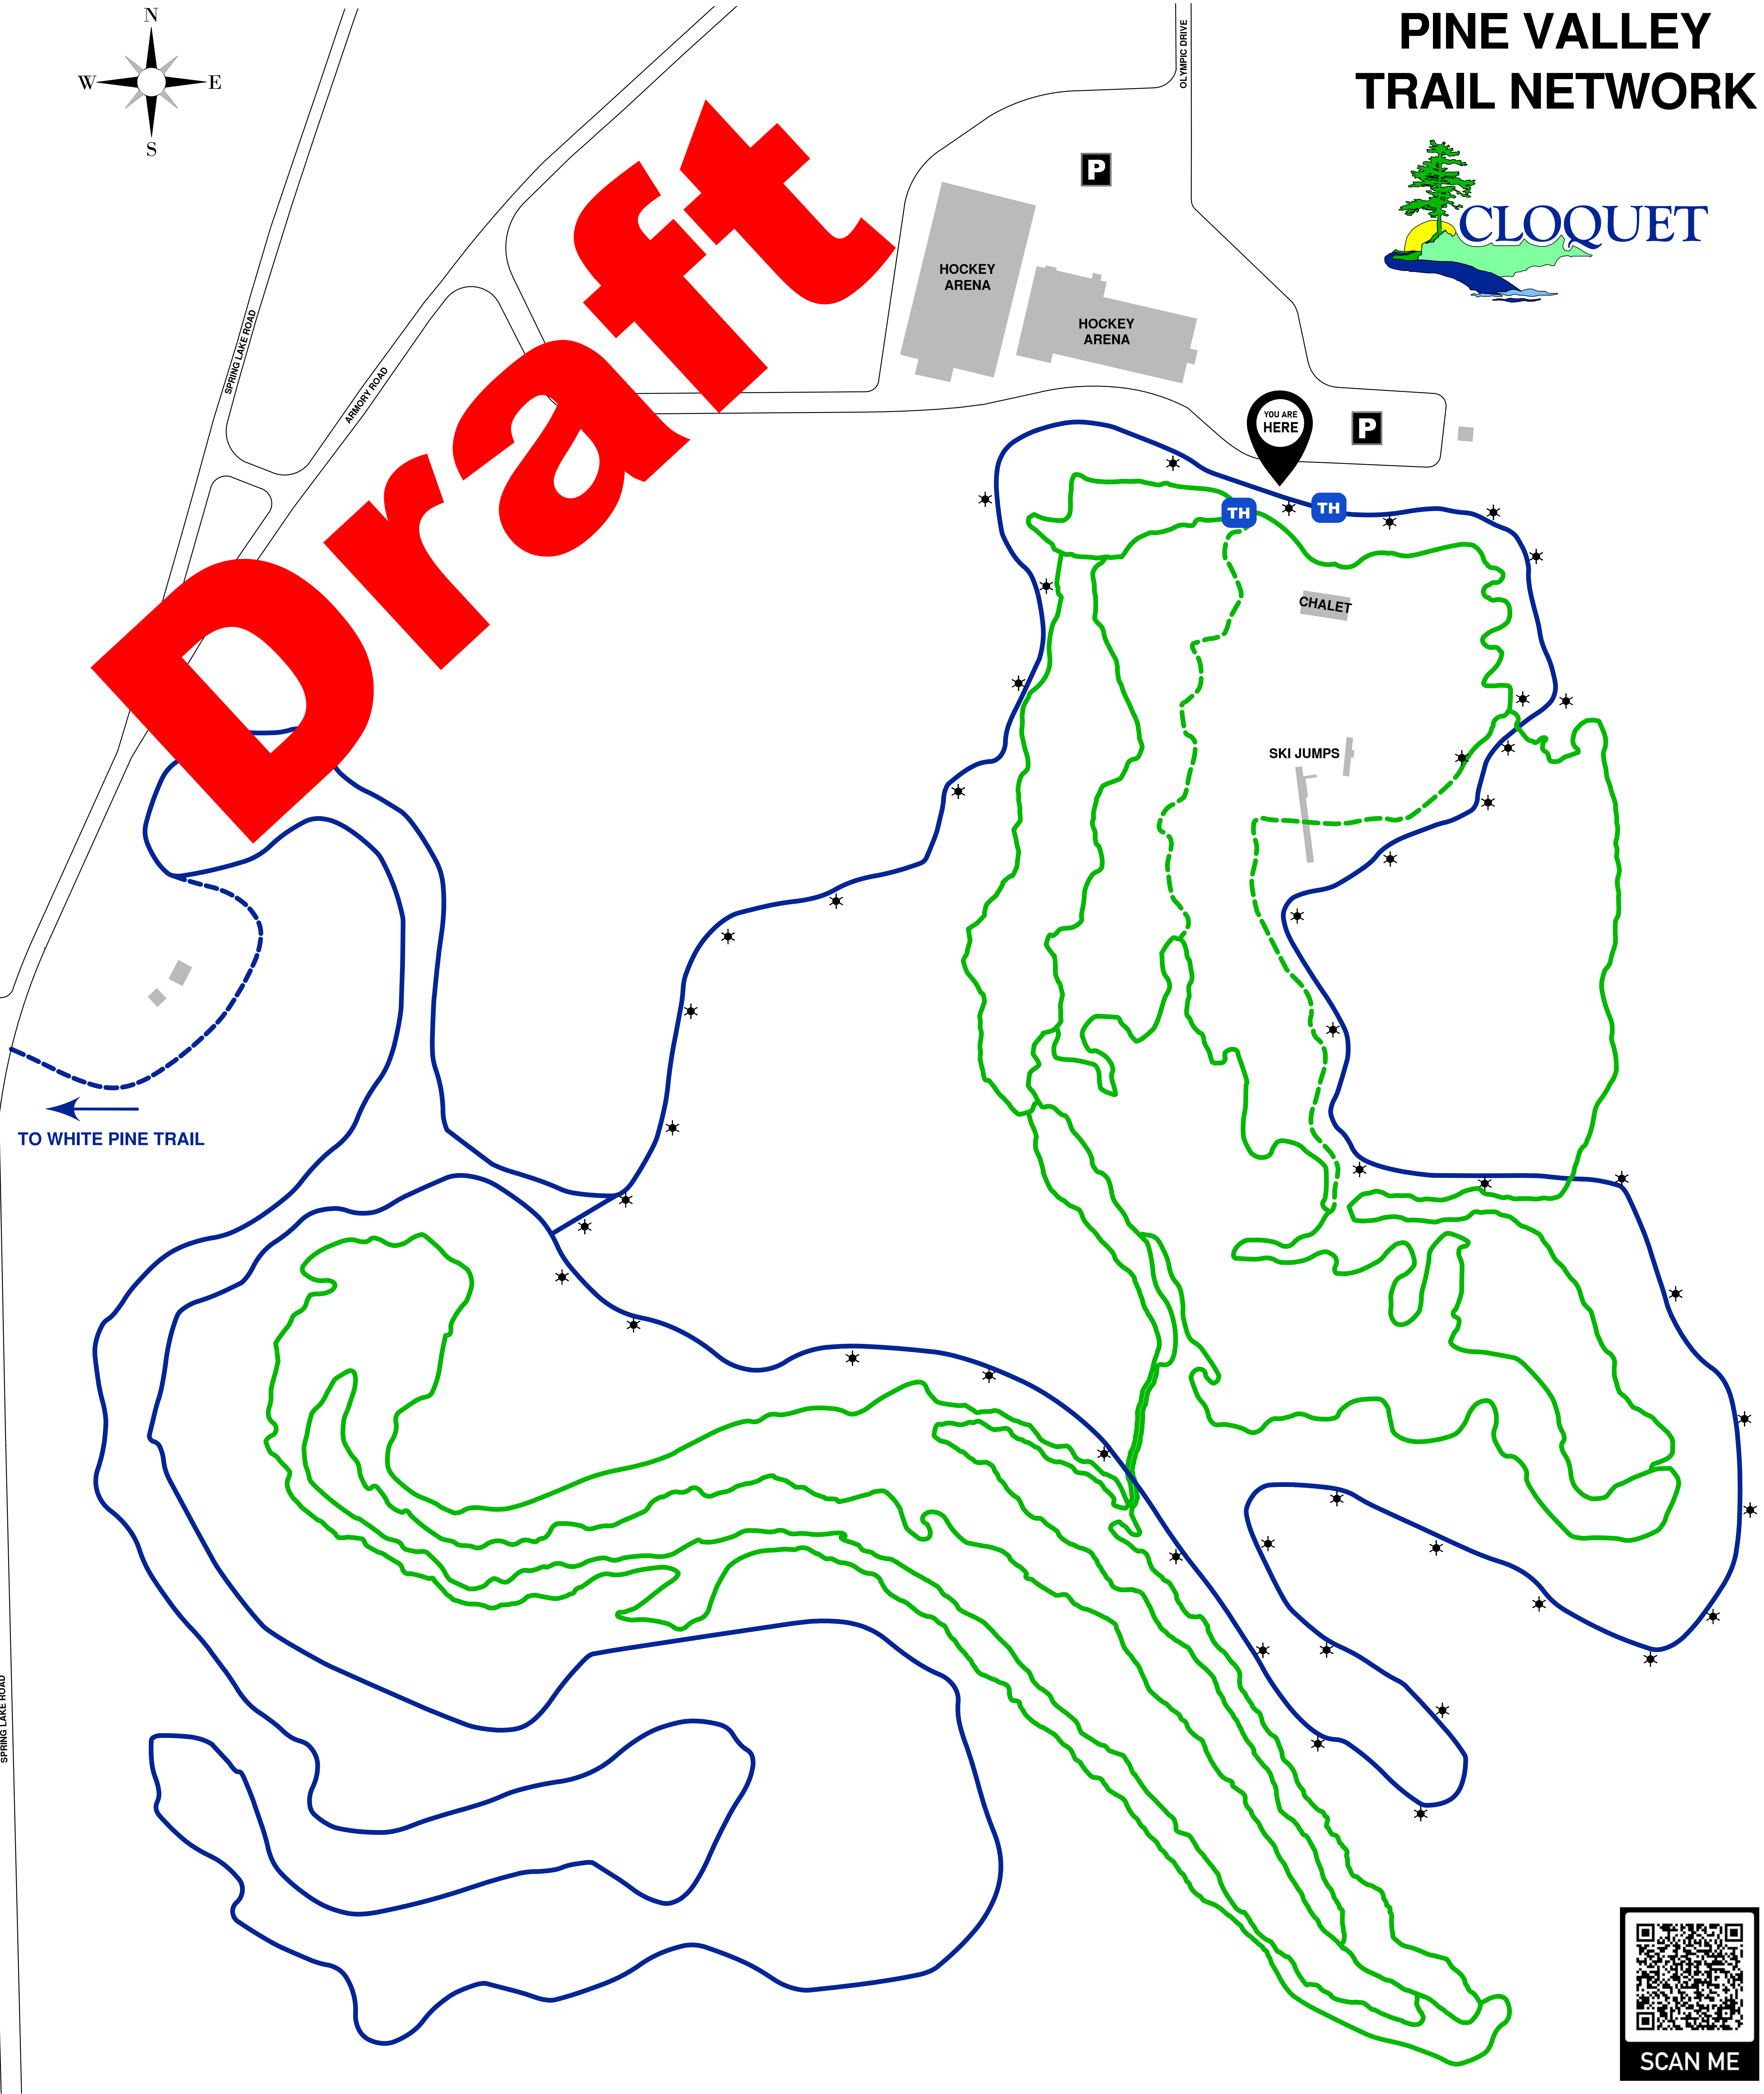 N
W
E
S
OLYMPIC DRIVE
PINE VALLEY
TRAIL NETWORK
CLOQUET
P
HOCKEY
ARENA
HOCKEY
ARENA
SPRING LAKE ROAD
ARMORY ROAD
Draft
YOU ARE
HERE
P
TH
TH
CHALET
SKI JUMPS
TO WHITE PINE TRAIL
SPRING LAKE ROAD
SCAN ME